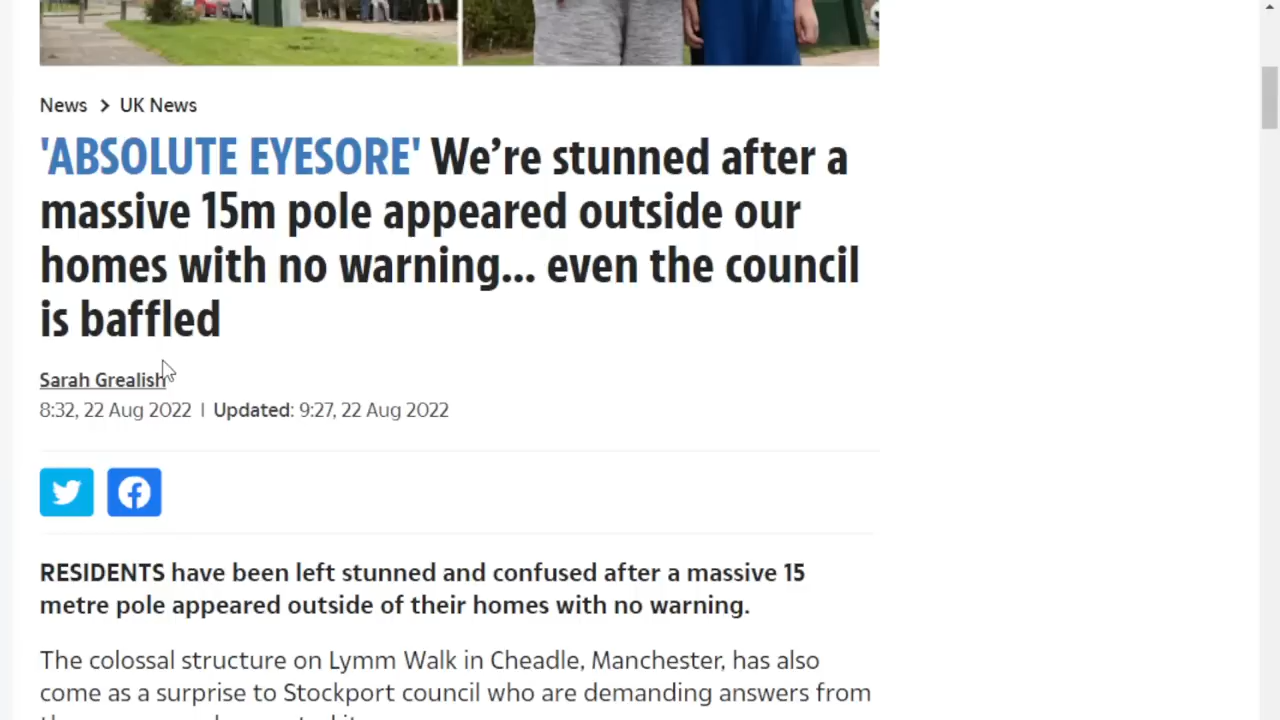 News > UK News
'ABSOLUTE EYESORE' We’re stunned after a
massive 15m pole appeared outside our
homes with no warning... even the council
is baffled
Sarah Grealish
8:32, 22 Aug 2022 | Updated: 9:27, 22 Aug 2022
RESIDENTS have been left stunned and confused after a massive 15
metre pole appeared outside of their homes with no warning.
The colossal structure on Lymm Walk in Cheadle, Manchester, has also
come as a surprise to Stockport council who are demanding answers from